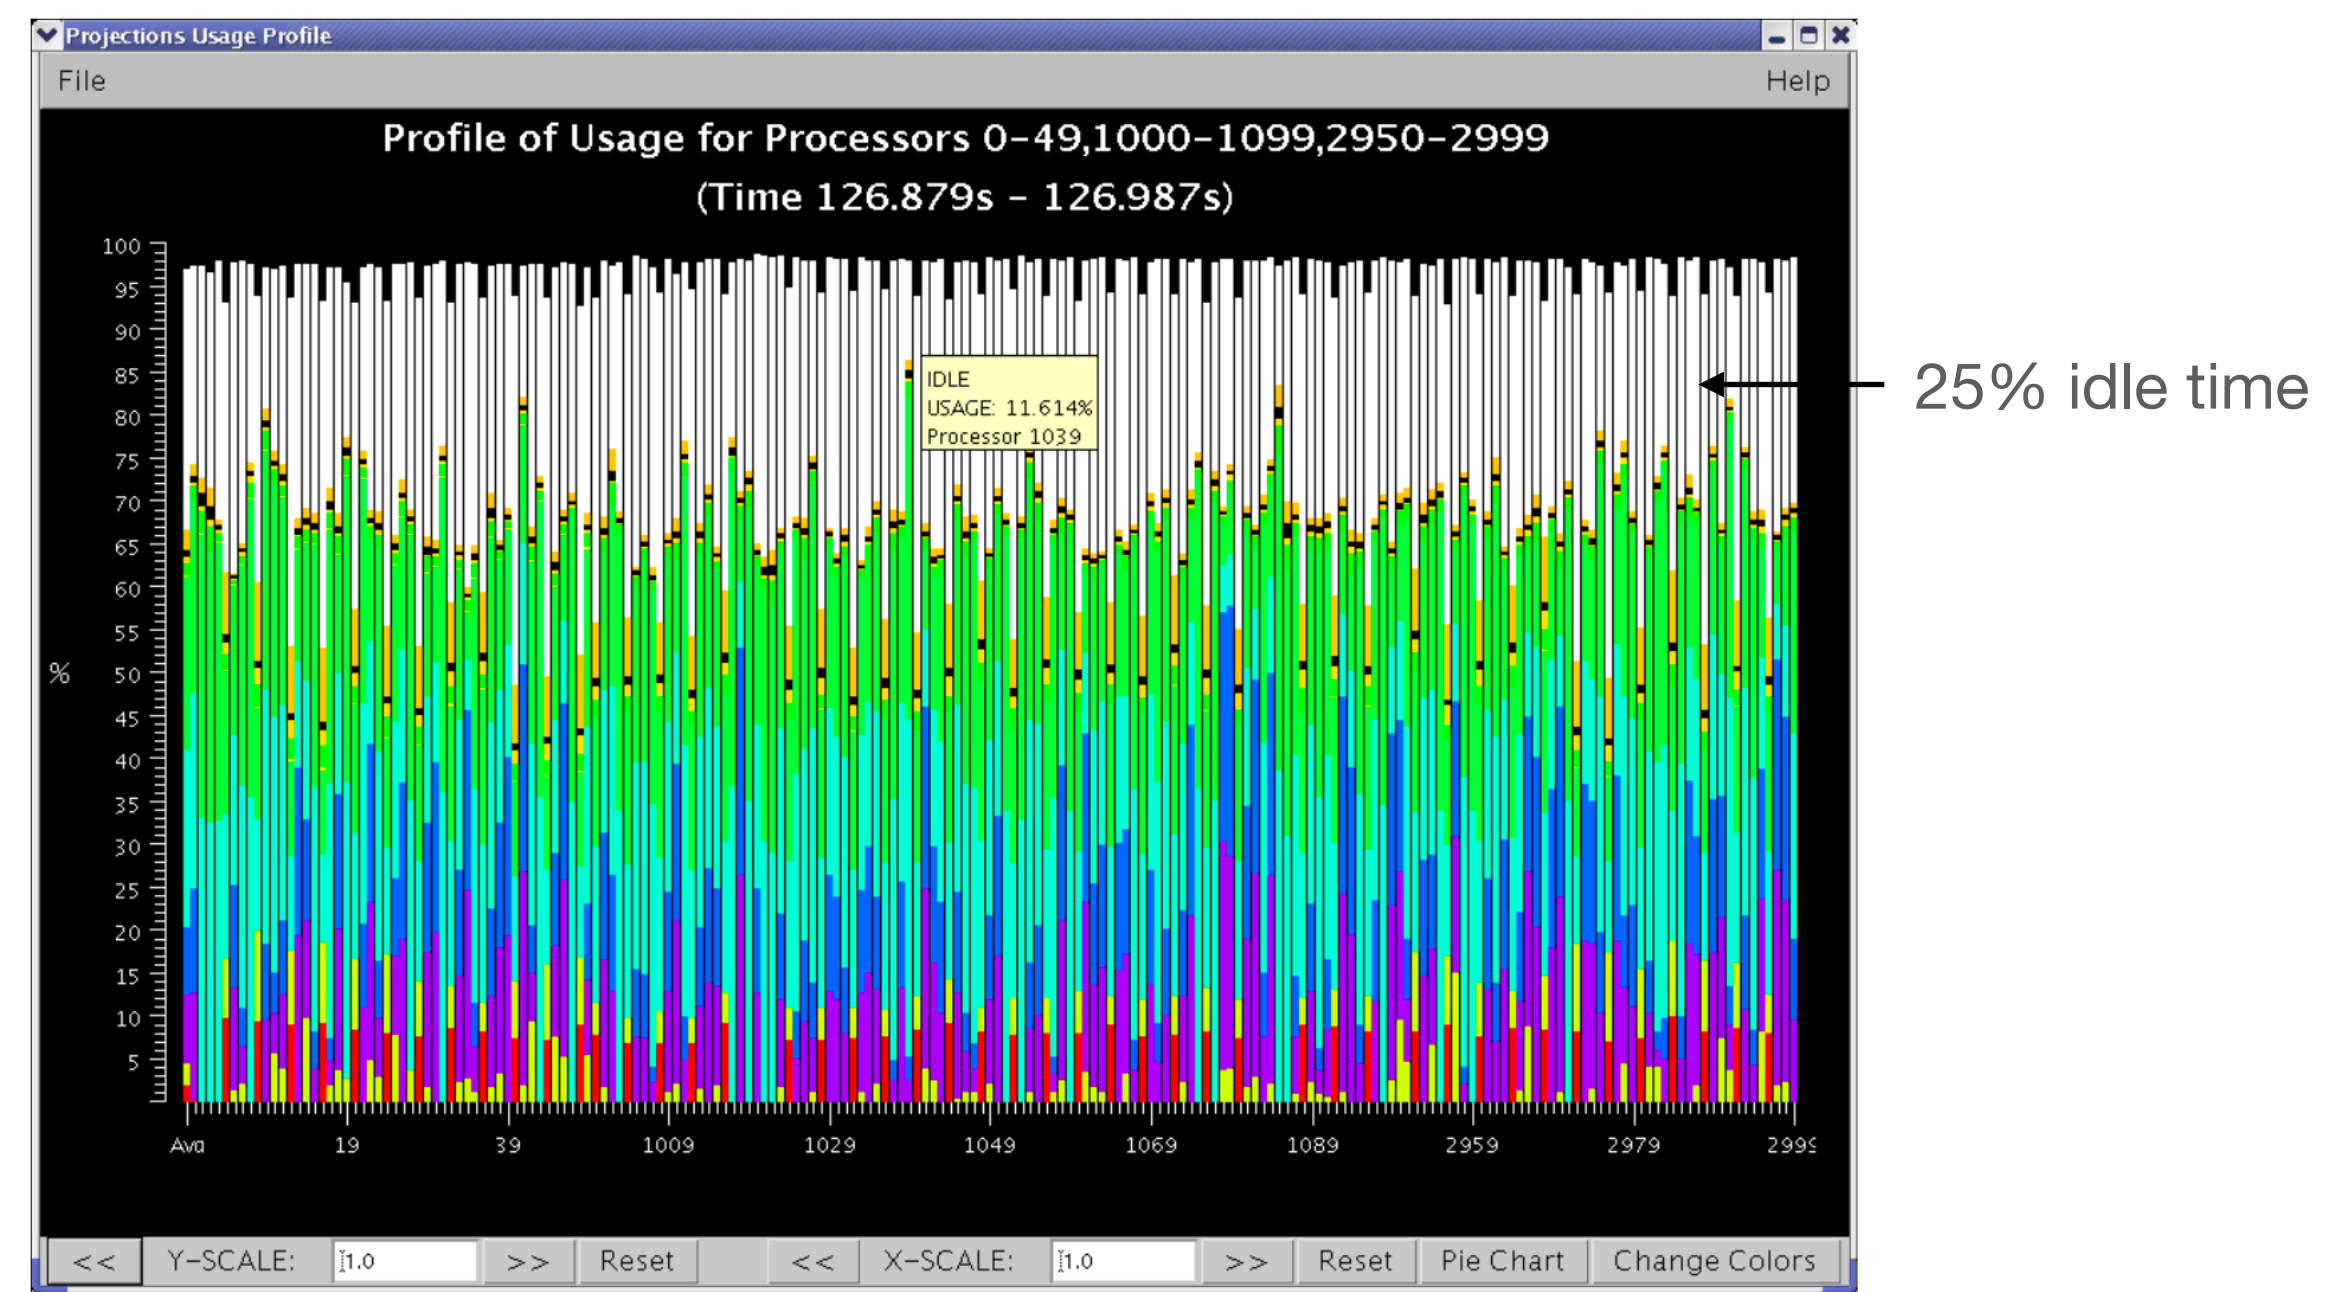 Projections Usage Profile
File Help
Profile of Usage for Processors 0-49,1000-1099,2950-2999
(Time 126.879s - 126.987s)
100
95
90
85
80
75
70
65
60
55
50
45
40
35
30
25
20
15
10
5
%
IDLE
USAGE: 11.614%
Processor 1039
25% idle time
Avg 19 39 1009 1029 1049 1069 1089 2959 2979 2999
<< Y-SCALE: 1.0 >> Reset << X-SCALE: 1.0 >> Reset Pie Chart Change Colors